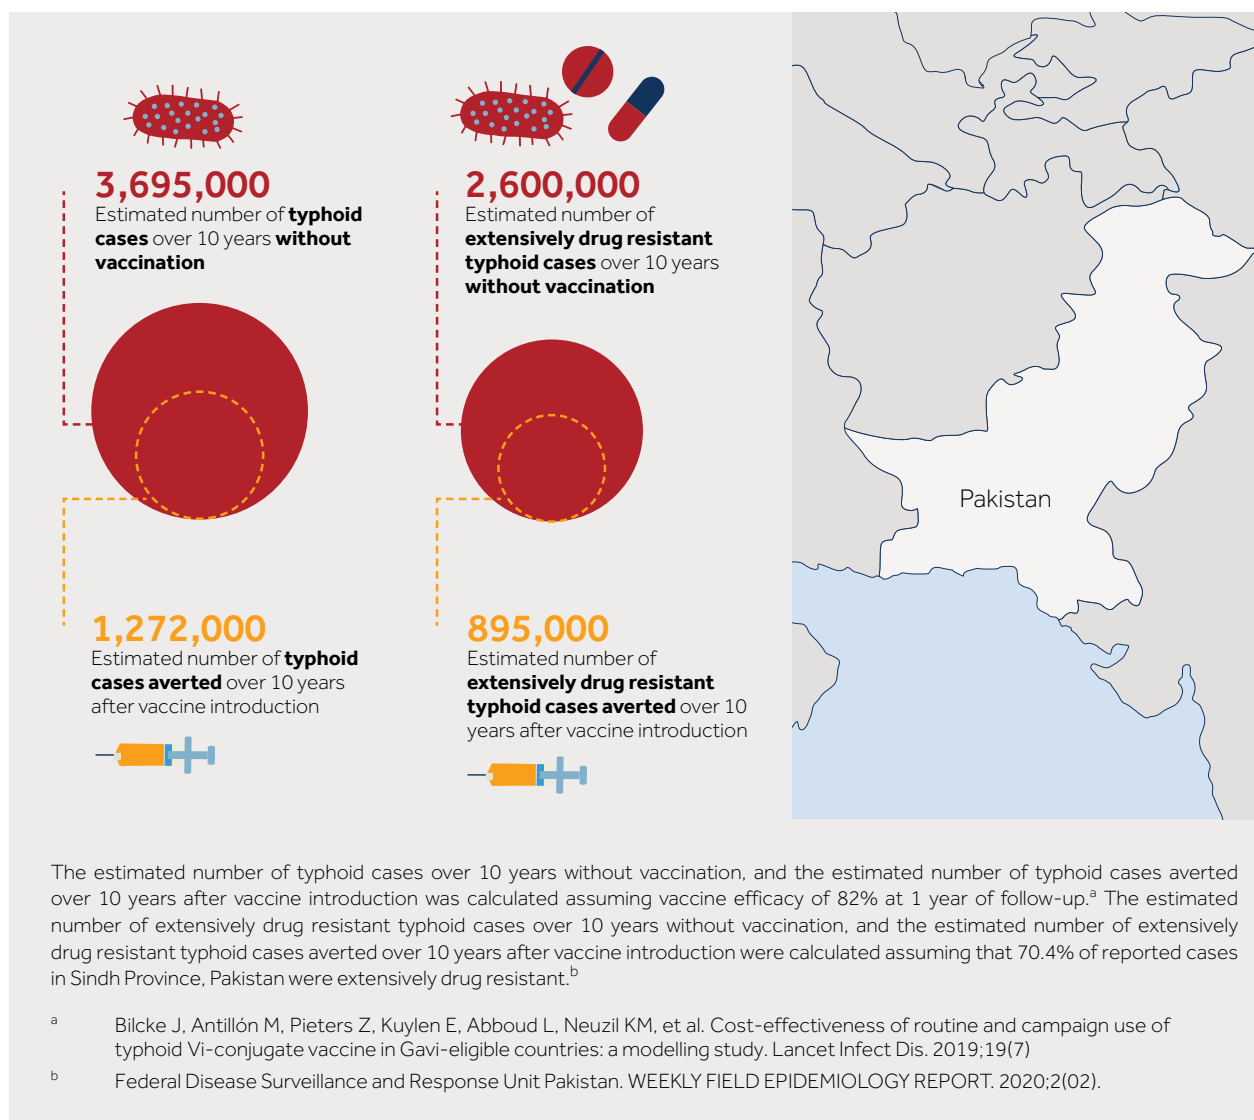 3,695,000
Estimated number of typhoid
cases over 10 years without
vaccination
2,600,000
Estimated number of
extensively drug resistant
typhoid cases over 10 years
without vaccination
1,272,000
Estimated number of typhoid
cases averted over 10 years
after vaccine introduction
895,000
Estimated number of
extensively drug resistant
typhoid cases averted over 10
years after vaccine introduction
Pakistan
The estimated number of typhoid cases over 10 years without vaccination, and the estimated number of typhoid cases averted
over 10 years after vaccine introduction was calculated assuming vaccine efficacy of 82% at 1 year of follow-up.a The estimated
number of extensively drug resistant typhoid cases over 10 years without vaccination, and the estimated number of extensively
drug resistant typhoid cases averted over 10 years after vaccine introduction were calculated assuming that 70.4% of reported cases
in Sindh Province, Pakistan were extensively drug resistant.b
a Bilcke J, Antillón M, Pieters Z, Kuylen E, Abboud L, Neuzil KM, et al. Cost-effectiveness of routine and campaign use of
typhoid Vi-conjugate vaccine in Gavi-eligible countries: a modelling study. Lancet Infect Dis. 2019;19(7)
b Federal Disease Surveillance and Response Unit Pakistan. WEEKLY FIELD EPIDEMIOLOGY REPORT. 2020;2(02).